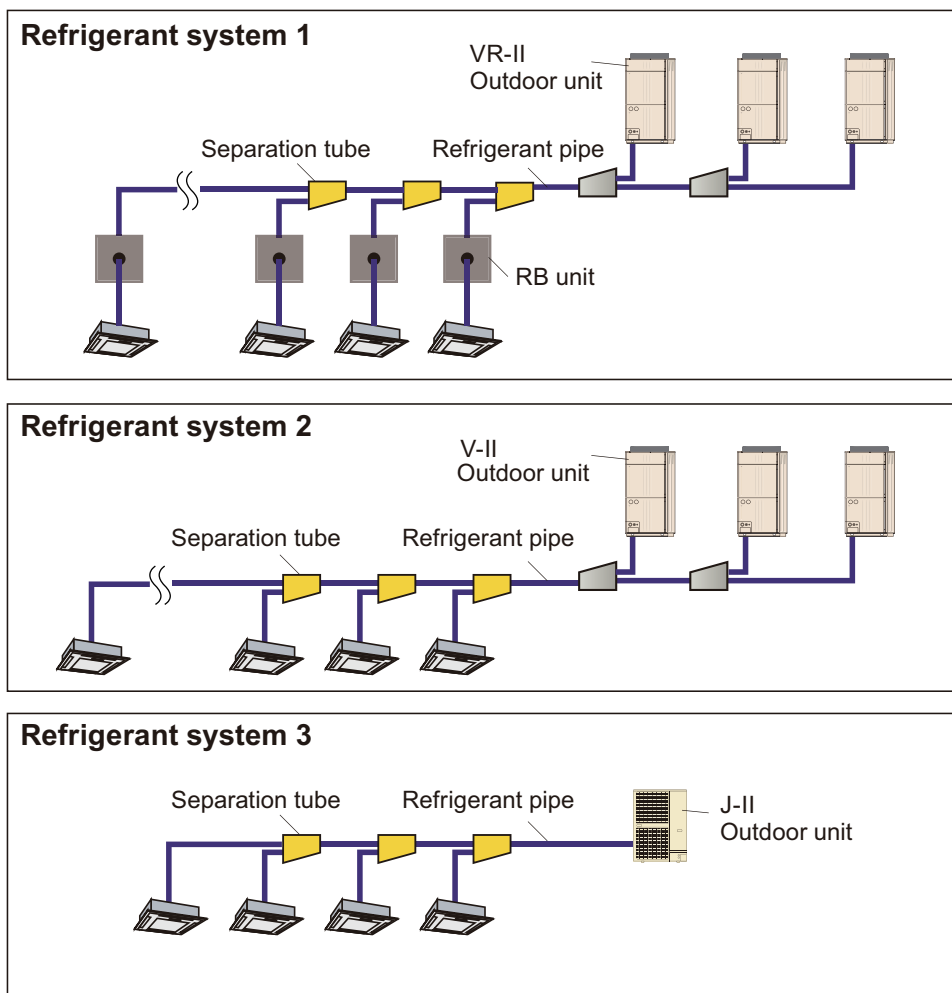 Refrigerant system 1
VR-II
Outdoor unit
Separation tube
Refrigerant pipe
RB unit
Refrigerant system 2
V-II
Outdoor unit
Separation tube
Refrigerant pipe
Refrigerant system 3
Separation tube
Refrigerant pipe
J-II
Outdoor unit